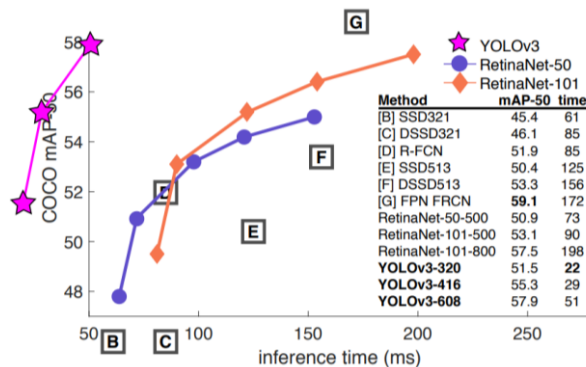 G
58
56
54
52
50
48
COCO mAP-50
D
E
F
B
C
50
100
150
200
250
inference time (ms)
YOLOv3
RetinaNet-50
RetinaNet-101
Method mAP-50 time
[B] SSD321 45.4 61
[C] DSSD321 46.1 85
[D] R-FCN 51.9 85
[E] SSD513 50.4 125
[F] DSSD513 53.3 156
[G] FPN FRCN 59.1 172
RetinaNet-50-500 50.9 73
RetinaNet-101-500 53.1 90
RetinaNet-101-800 57.5 198
YOLOv3-320 51.5 22
YOLOv3-416 55.3 29
YOLOv3-608 57.9 51